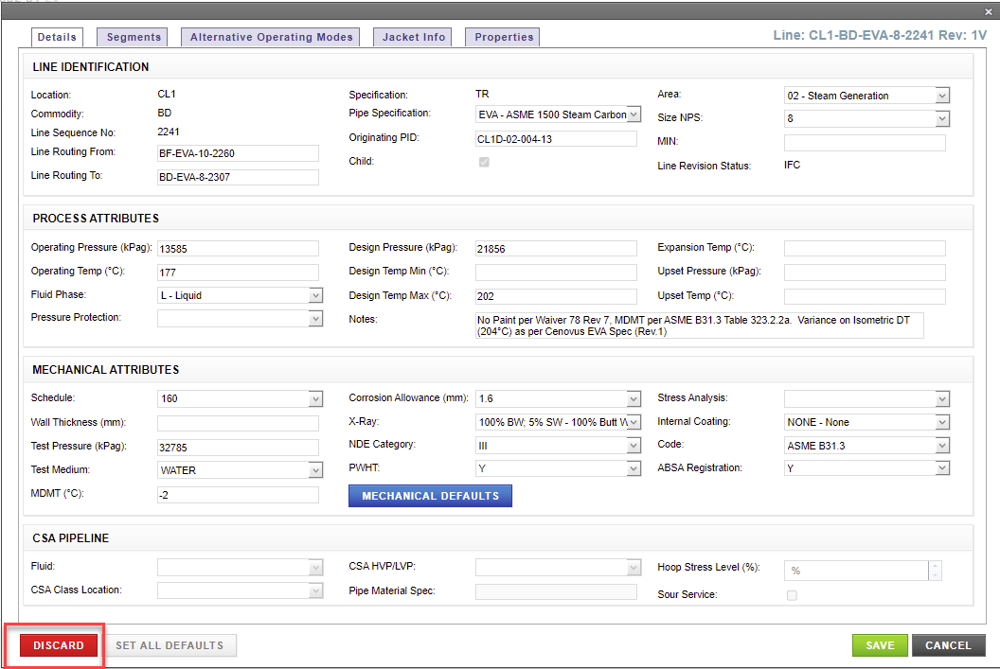 ×
Details Segments Alternative Operating Modes Jacket Info Properties Line: CL1-BD-EVA-8-2241 Rev: 1V
LINE IDENTIFICATION
Location: CL1 Specification: TR Area: 02 - Steam Generation
Commodity: BD Pipe Specification: EVA - ASME 1500 Steam Carbon Size NPS: 8
Line Sequence No: 2241 Originating PID: CL1D-02-004-13 MIN:
Line Routing From: BF-EVA-10-2260 Child: Line Revision Status: IFC
Line Routing To: BD-EVA-8-2307
PROCESS ATTRIBUTES
Operating Pressure (kPag): 13585 Design Pressure (kPag): 21856 Expansion Temp (°C):
Operating Temp (°C): 177 Design Temp Min (°C): Upset Pressure (kPag):
Fluid Phase: L - Liquid Design Temp Max (°C): 202 Upset Temp (°C):
Pressure Protection: Notes: No Paint per Waiver 78 Rev 7, MDMT per ASME B31.3 Table 323.2.2a. Variance on Isometric DT
(204°C) as per Cenovus EVA Spec (Rev.1)
MECHANICAL ATTRIBUTES
Schedule: 160 Corrosion Allowance (mm): 1.6 Stress Analysis:
Wall Thickness (mm): X-Ray: 100% BW; 5% SW - 100% Butt W Internal Coating: NONE - None
Test Pressure (kPag): 32785 NDE Category: III Code: ASME B31.3
Test Medium: WATER PWHT: Y ABSA Registration: Y
MDMT (°C): -2 MECHANICAL DEFAULTS
CSA PIPELINE
Fluid: CSA HVP/LVP: Hoop Stress Level (%): %
CSA Class Location: Pipe Material Spec: Sour Service:
DISCARD SET ALL DEFAULTS SAVE CANCEL